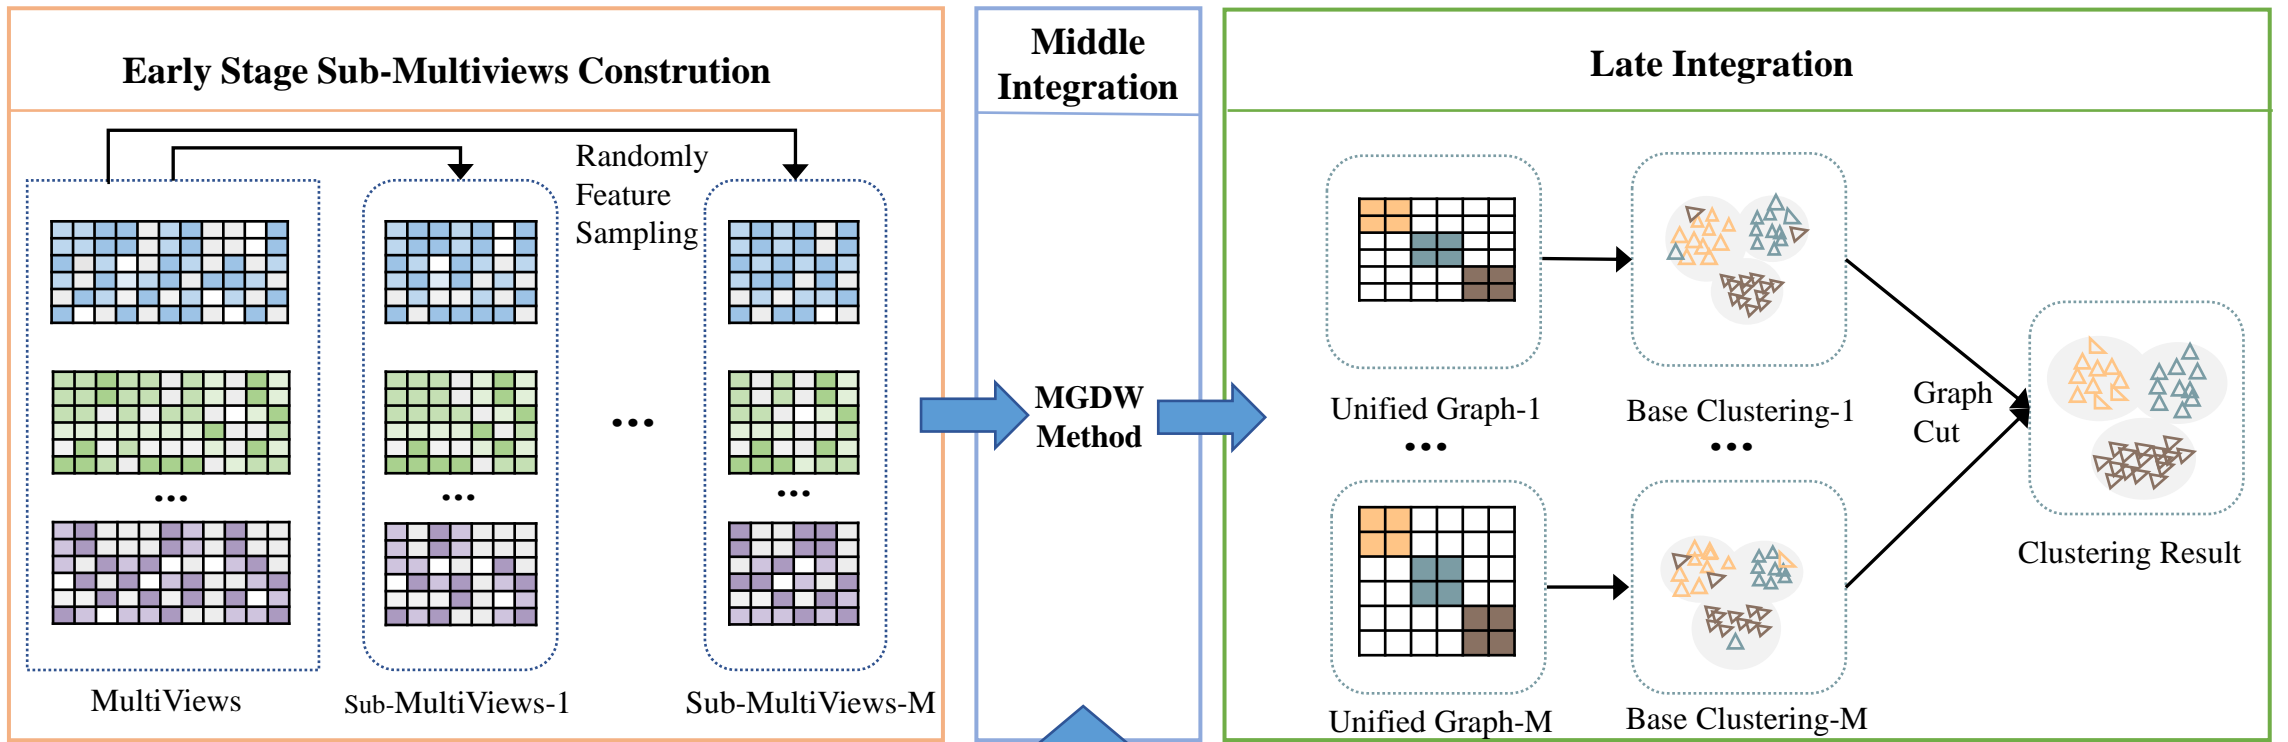 Early Stage Sub-Multiviews Constrution
Middle
Integration
Late Integration
Randomly
Feature
Sampling
...
...
...
...
MultiViews
Sub-MultiViews-1
Sub-MultiViews-M
MGDW
Method
Unified Graph-1
Base Clustering-1
...
...
Unified Graph-M
Base Clustering-M
Graph
Cut
Clustering Result